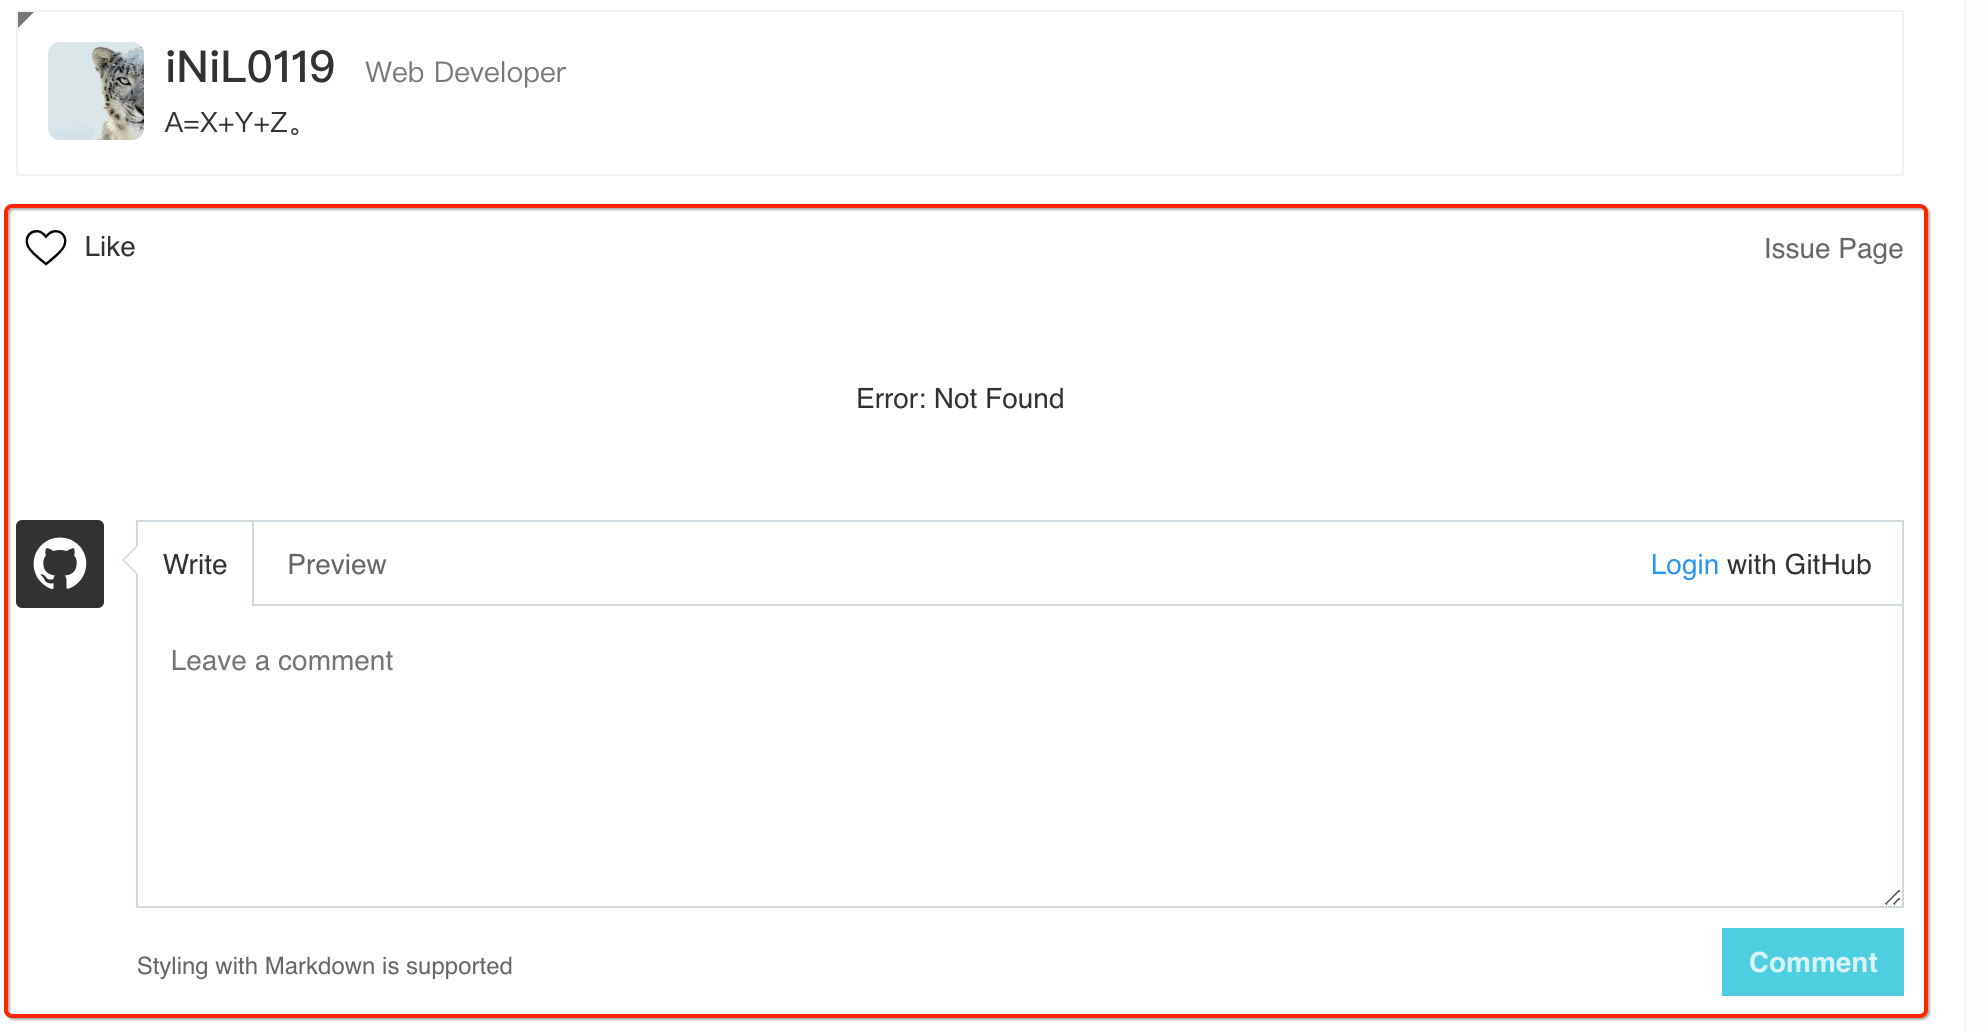 iNiL0119 Web Developer
A=X+Y+Z。
Like Issue Page
Error: Not Found
Write Preview Login with GitHub
Leave a comment
Styling with Markdown is supported Comment